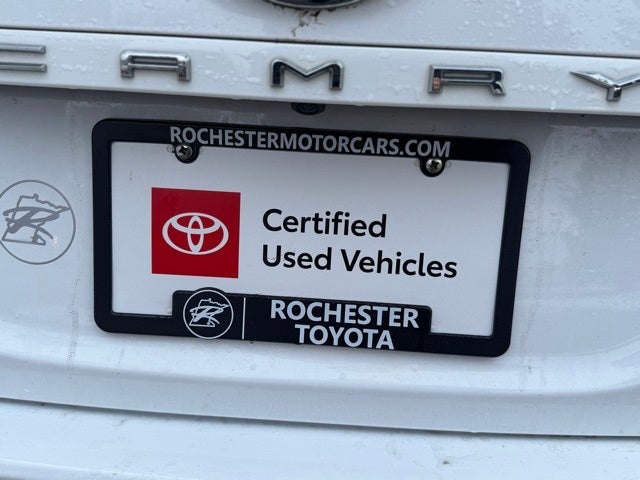 CAMRY
ROCHESTERMOTORCARS.COM
Certified
Used Vehicles
ROCHESTER
TOYOTA